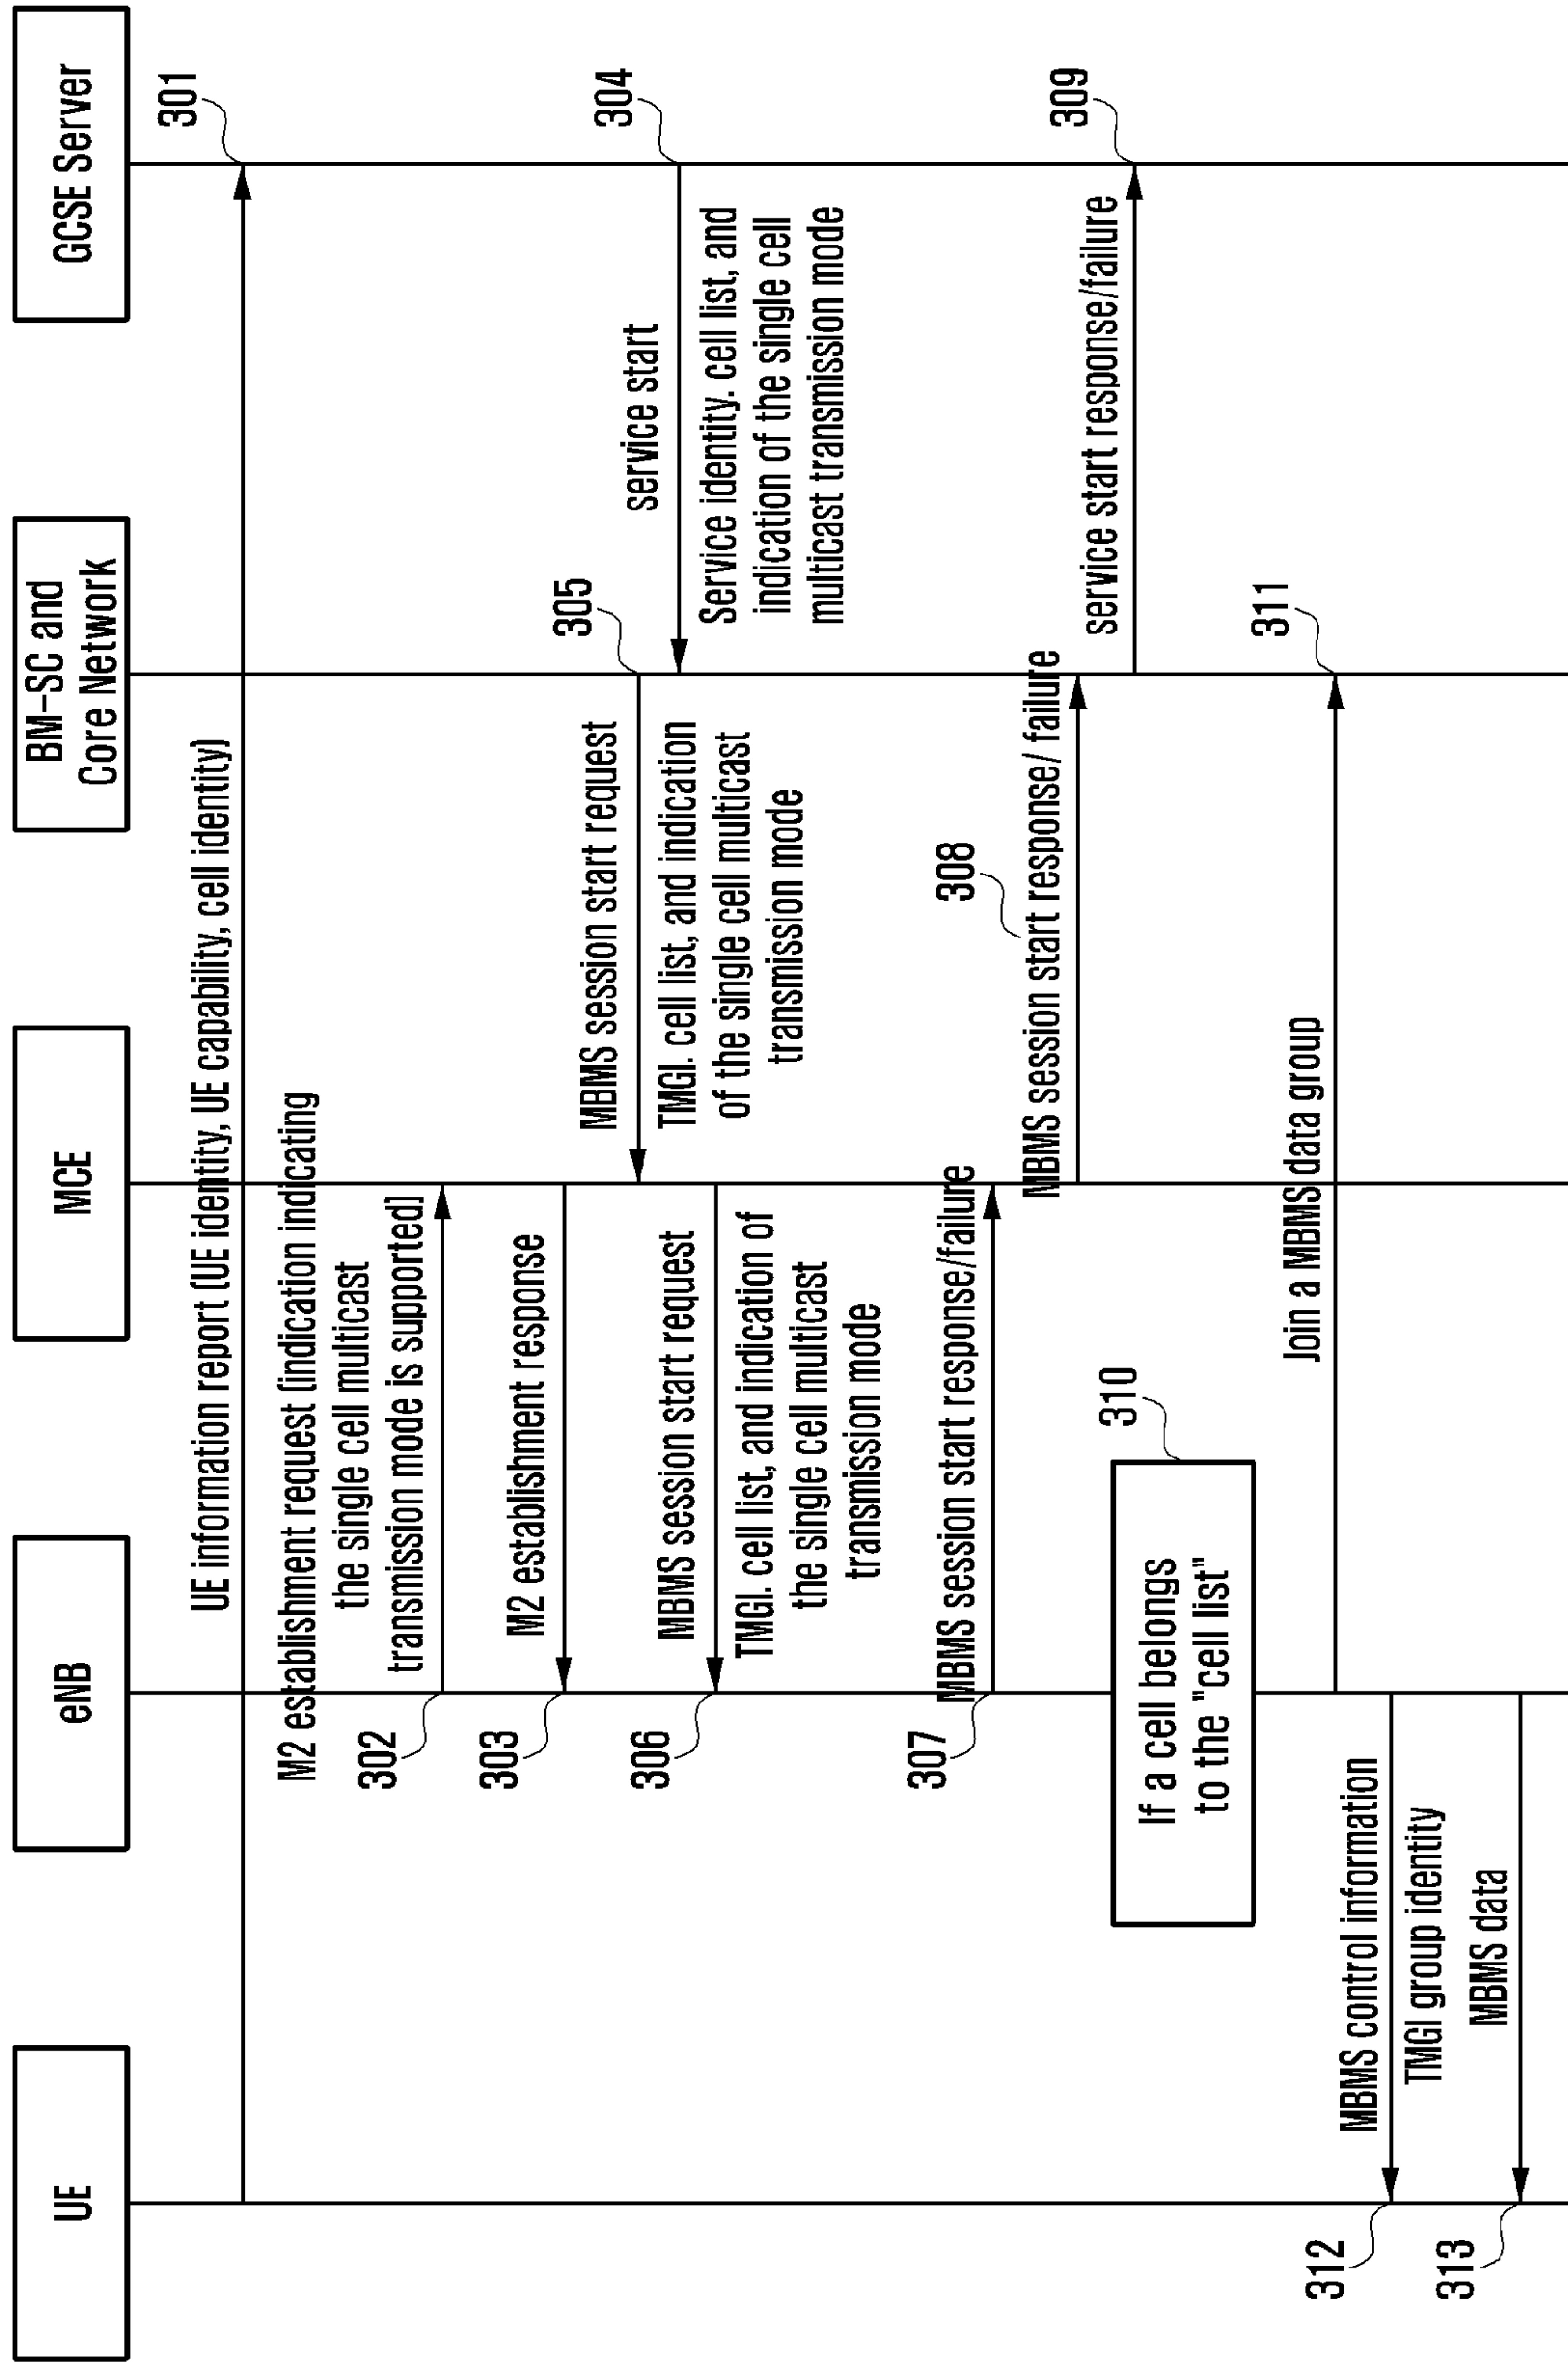 UE
eNB
MCE
BM-SC and
Core Network
GCSE Server
UE information report (UE identity, UE capability, cell identity)
301
M2 establishment request (indication indicating
the single cell multicast
transmission mode is supported)
302
M2 establishment response
303
service start
304
Service identity. cell list, and
indication of the single cell
multicast transmission mode
305
MBMS session start request
TMGI. cell list, and indication
of the single cell multicast
transmission mode
MBMS session start request
306
TMGI. cell list, and indication of
the single cell multicast
transmission mode
MBMS session start response/failure
307
308
MBMS session start response/ failure
309
service start response/failure
310
If a cell belongs
to the "cell list"
Join a MBMS data group
311
MBMS control information
312
TMGI group identity
MBMS data
313